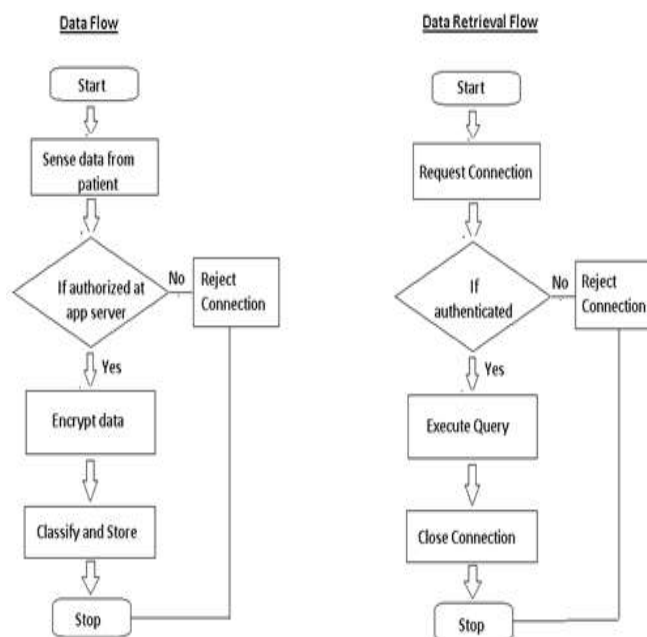 Data Flow
Start
Sense data from
patient
If authorized at
app server
No
Reject
Connection
Yes
Encrypt data
Classify and Store
Stop
Data Retrieval Flow
Start
Request Connection
If
authenticated
No
Reject
Connection
Yes
Execute Query
Close Connection
Stop